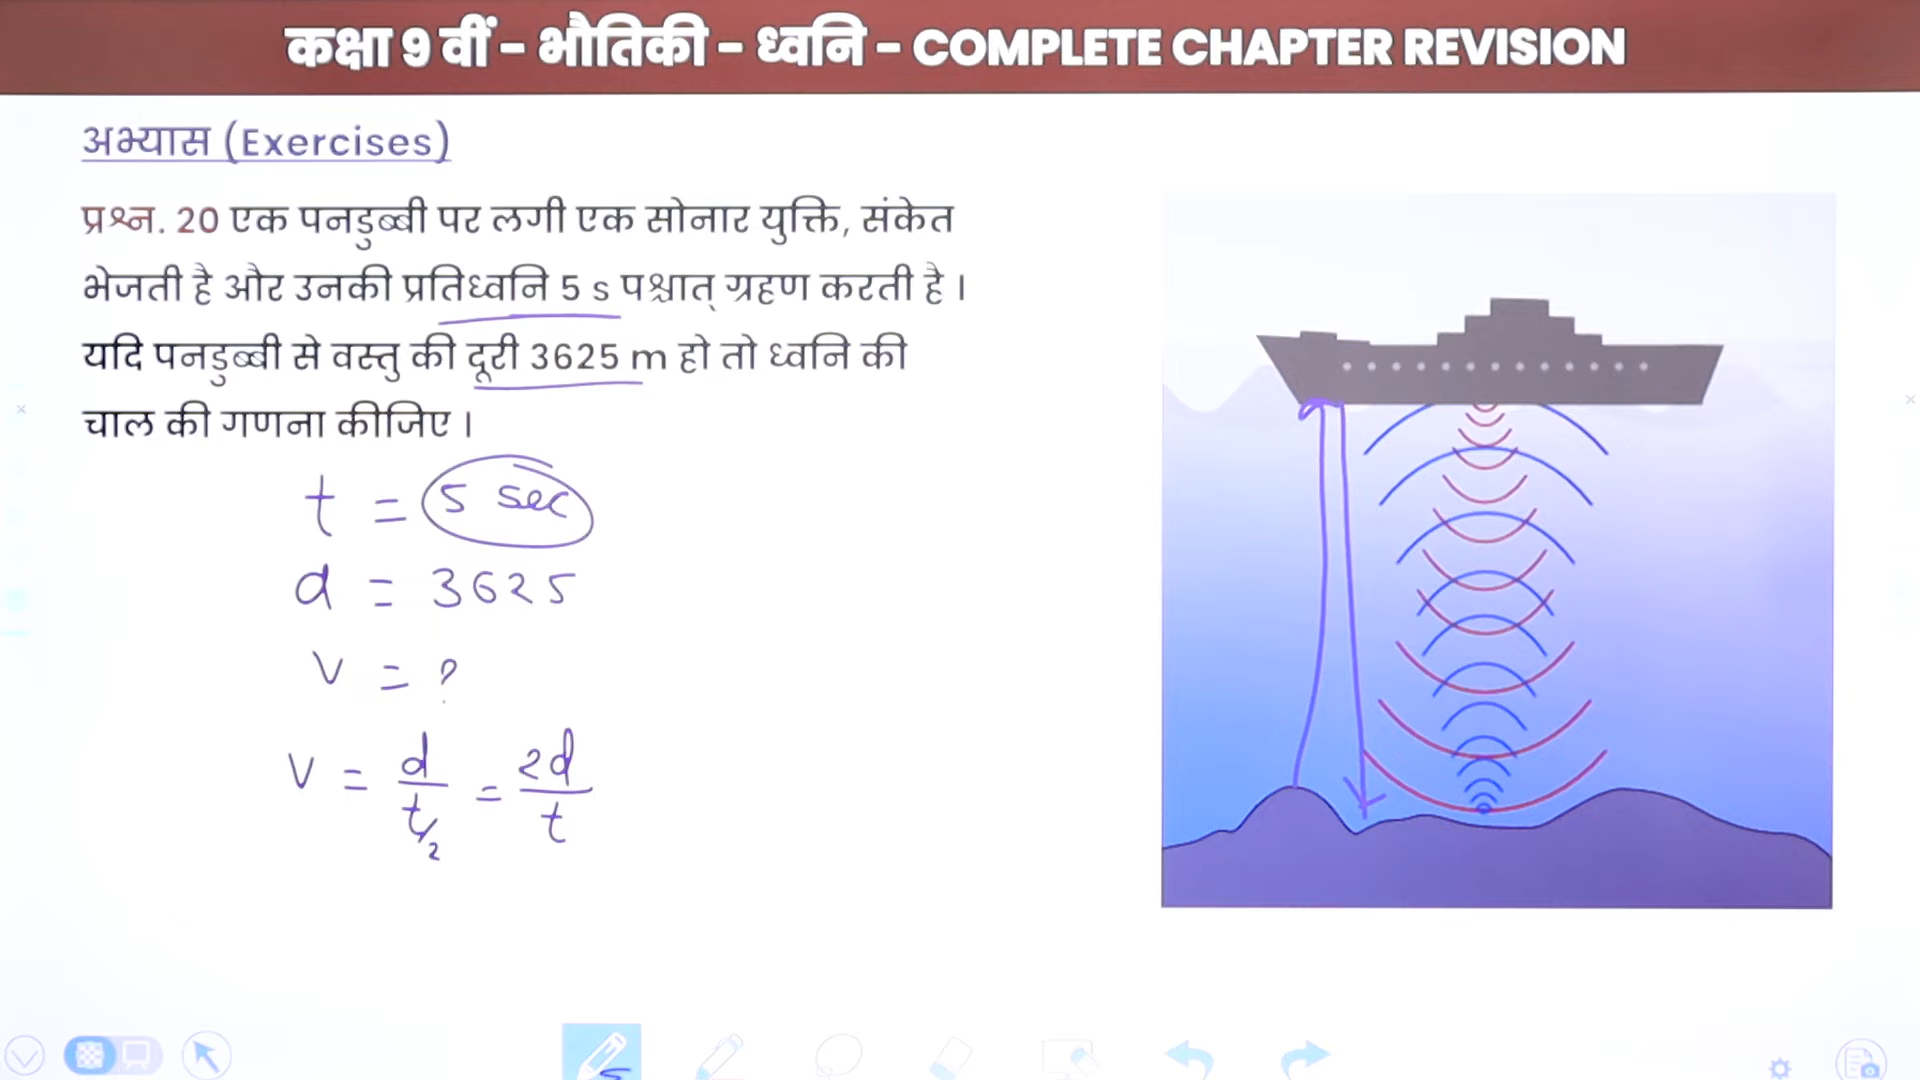 कक्षा 9 वीं – भौतिकी – ध्वनि – COMPLETE CHAPTER REVISION
अभ्यास (Exercises)
प्रश्न. 20 एक पनडुब्बी पर लगी एक सोनार युक्ति, संकेत
भेजती है और उनकी प्रतिध्वनि 5 s पश्चात् ग्रहण करती है ।
यदि पनडुब्बी से वस्तु की दूरी 3625 m हो तो ध्वनि की
चाल की गणना कीजिए ।
t = 5 sec
d = 3625
v = ?
v = d/t/2 = 2d/t